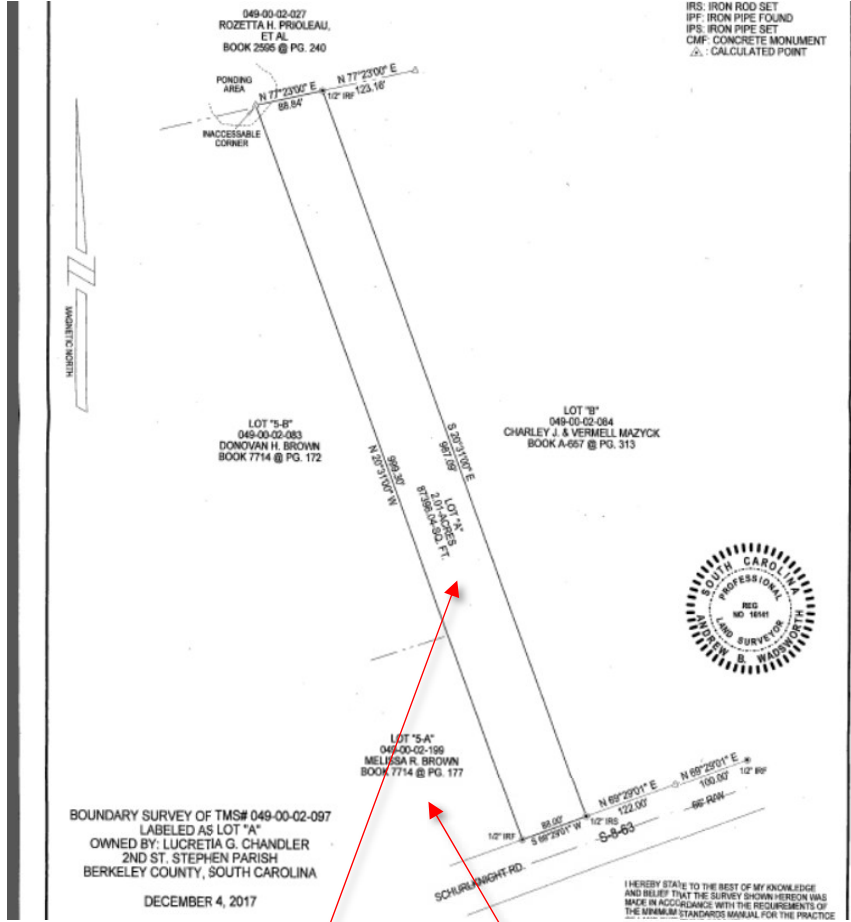 049-00-02-027
ROZETTA H. PRIOLEAU,
ET AL
BOOK 2595 @ PG. 240
IRS: IRON ROD SET
IPF: IRON PIPE FOUND
IPS: IRON PIPE SET
CMF: CONCRETE MONUMENT
: CALCULATED POINT
PONDING
AREA
N 77°23'00" E
88.84'
1/2" IRF
N 77°23'00" E
123.16'
INACCESSABLE
CORNER
MAGNETIC NORTH
LOT "5-B"
049-00-02-083
DONOVAN H. BROWN
BOOK 7714 @ PG. 172
999.30'
N 20°31'00" W
S 20°31'00" E
987.09'
LOT "B"
049-00-02-084
CHARLEY J. & VERMELL MAZYCK
BOOK A-657 @ PG. 313
LOT "A"
2.01-ACRES
87396.04-SQ. FT.
SOUTH CAROLINA
PROFESSIONAL
REG
NO 16141
LAND SURVEYOR
ANDREW B. WADSWORTH
LOT "5-A"
049-00-02-199
MELISSA R. BROWN
BOOK 7714 @ PG. 177
N 69°29'01" E
100.00'
1/2" IRF
N 69°29'01" E
122.00'
66' R/W
88.00'
S 69°29'01" W
1/2" IRS
1/2" IRF
S-8-63
SCHURLKNIGHT RD.
BOUNDARY SURVEY OF TMS# 049-00-02-097
LABELED AS LOT "A"
OWNED BY: LUCRETIA G. CHANDLER
2ND ST. STEPHEN PARISH
BERKELEY COUNTY, SOUTH CAROLINA
DECEMBER 4, 2017
I HEREBY STATE TO THE BEST OF MY KNOWLEDGE
AND BELIEF THAT THE SURVEY SHOWN HEREON WAS
MADE IN ACCORDANCE WITH THE REQUIREMENTS OF
THE MINIMUM STANDARDS MANUAL FOR THE PRACTICE